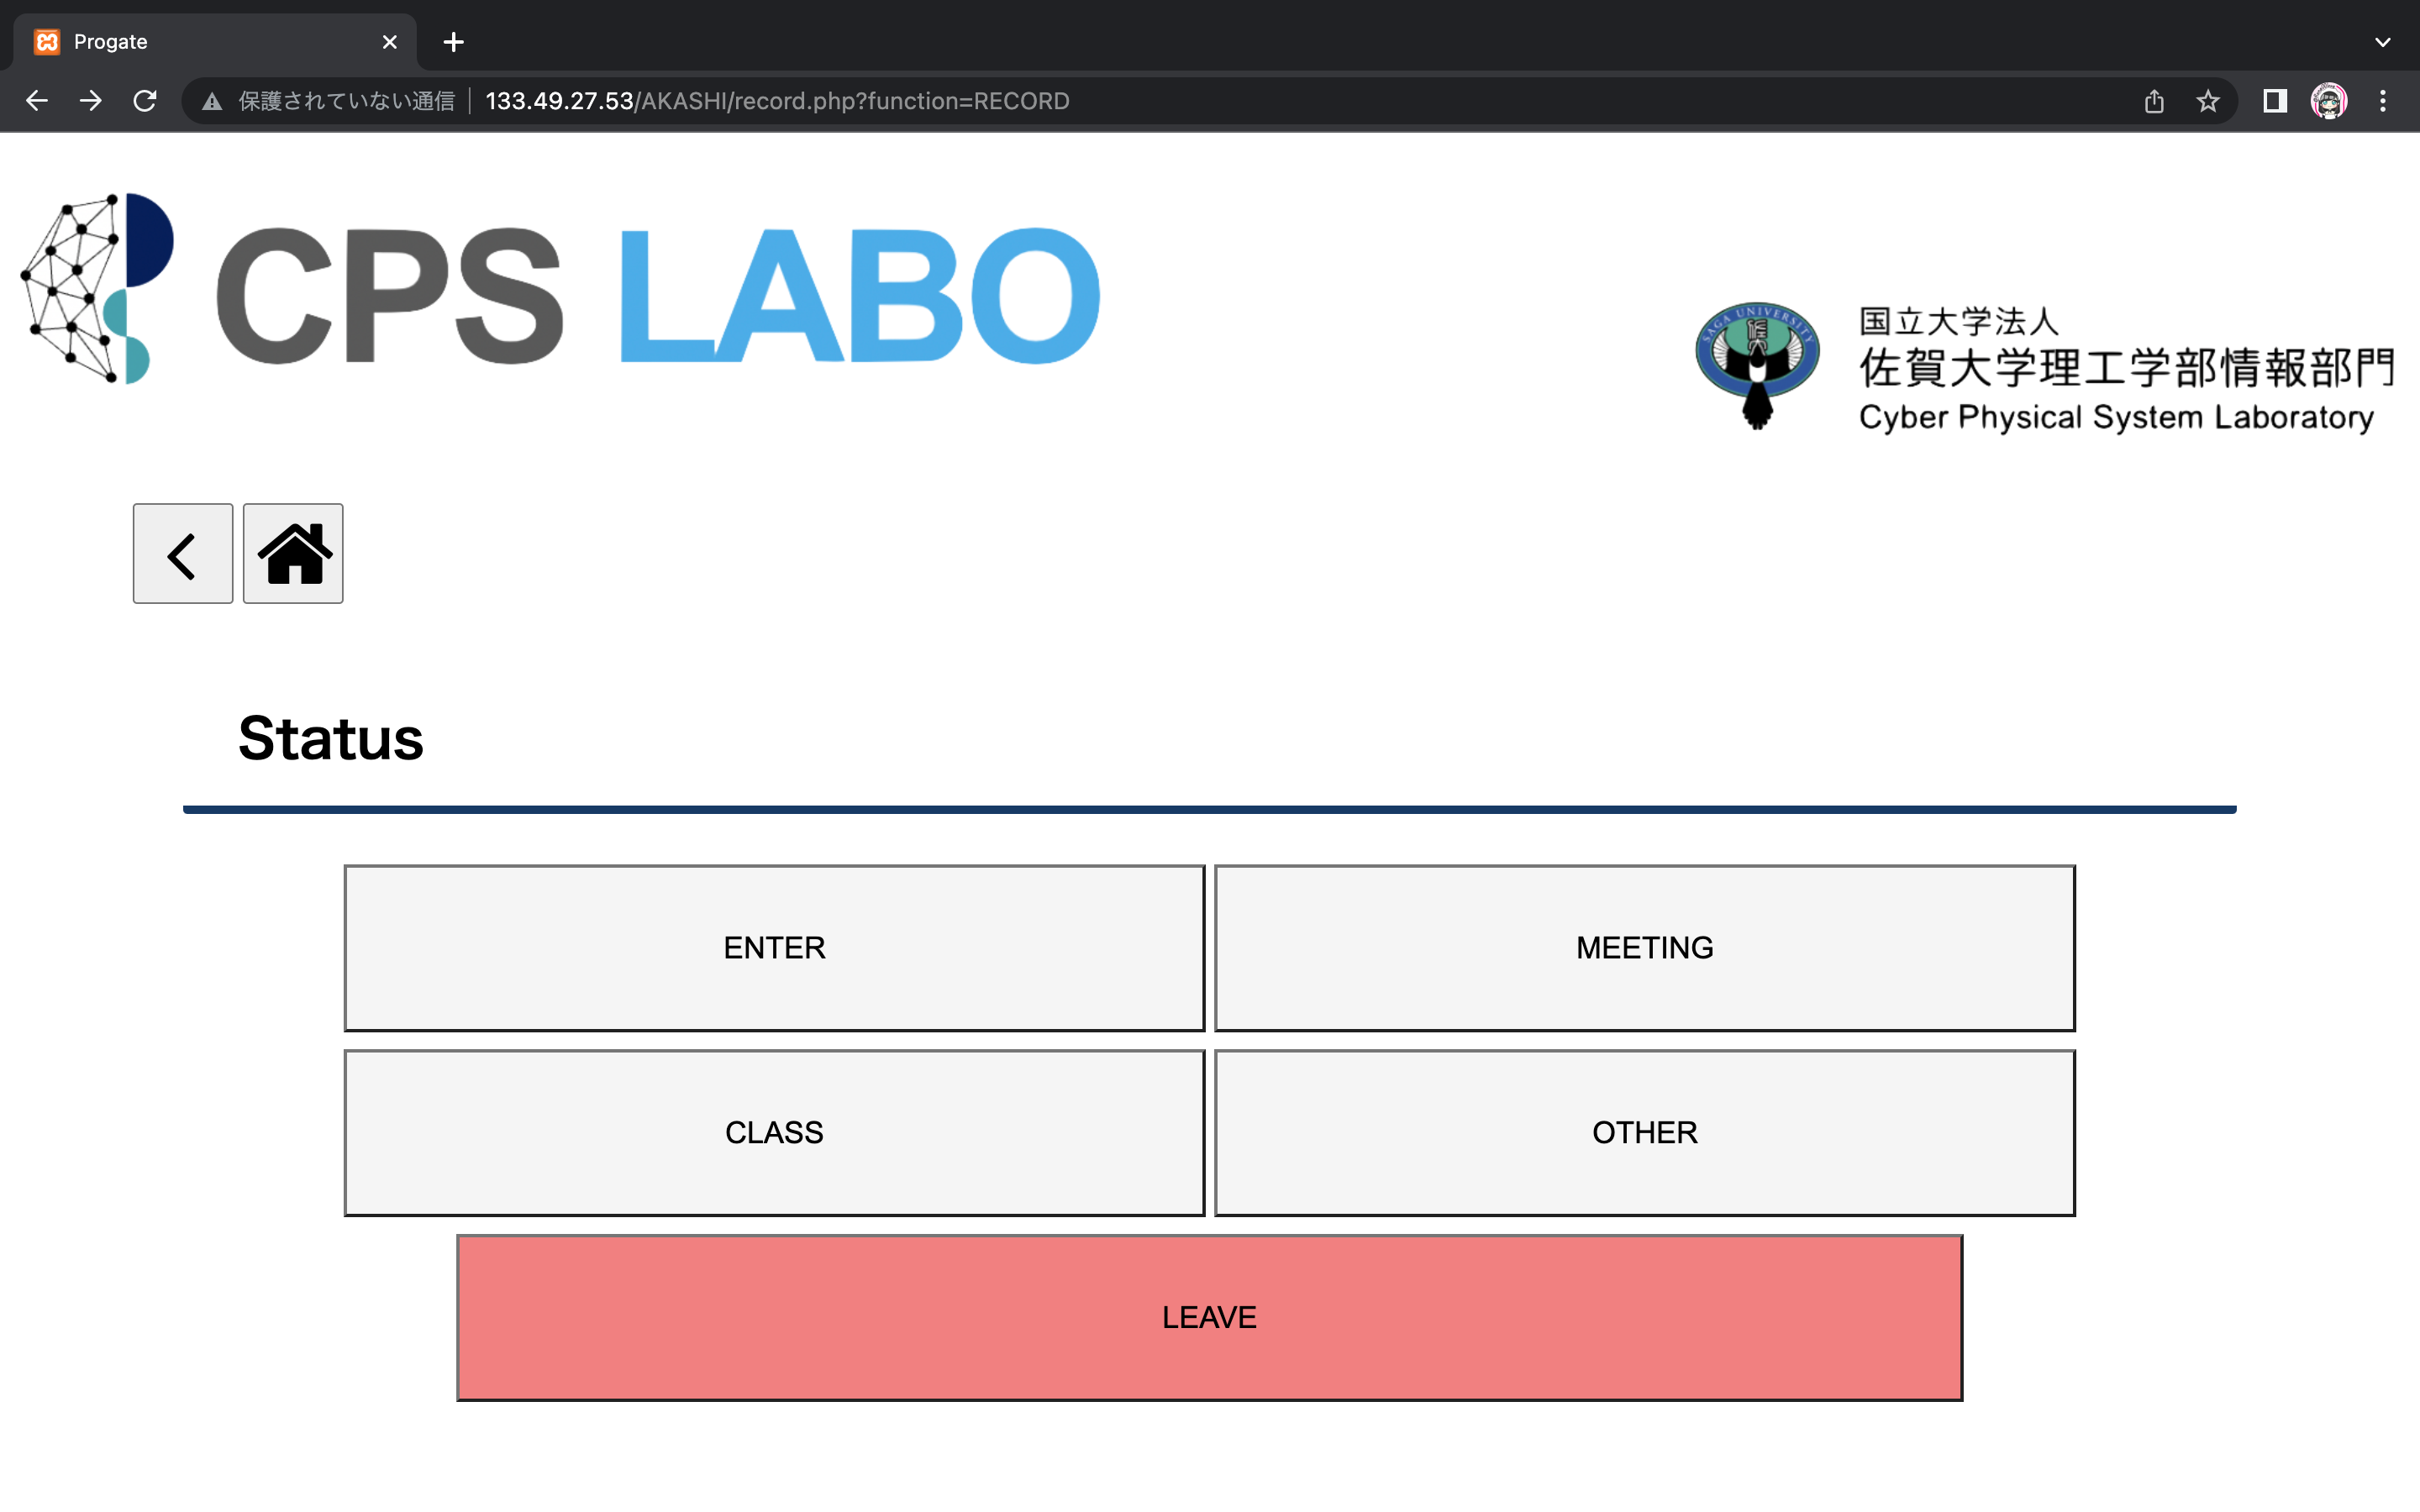 Progate
保護されていない通信 133.49.27.53/AKASHI/record.php?function=RECORD
CPS LABO
SAGA UNIVERSITY
国立大学法人
佐賀大学理工学部情報部門
Cyber Physical System Laboratory
Status
ENTER
MEETING
CLASS
OTHER
LEAVE